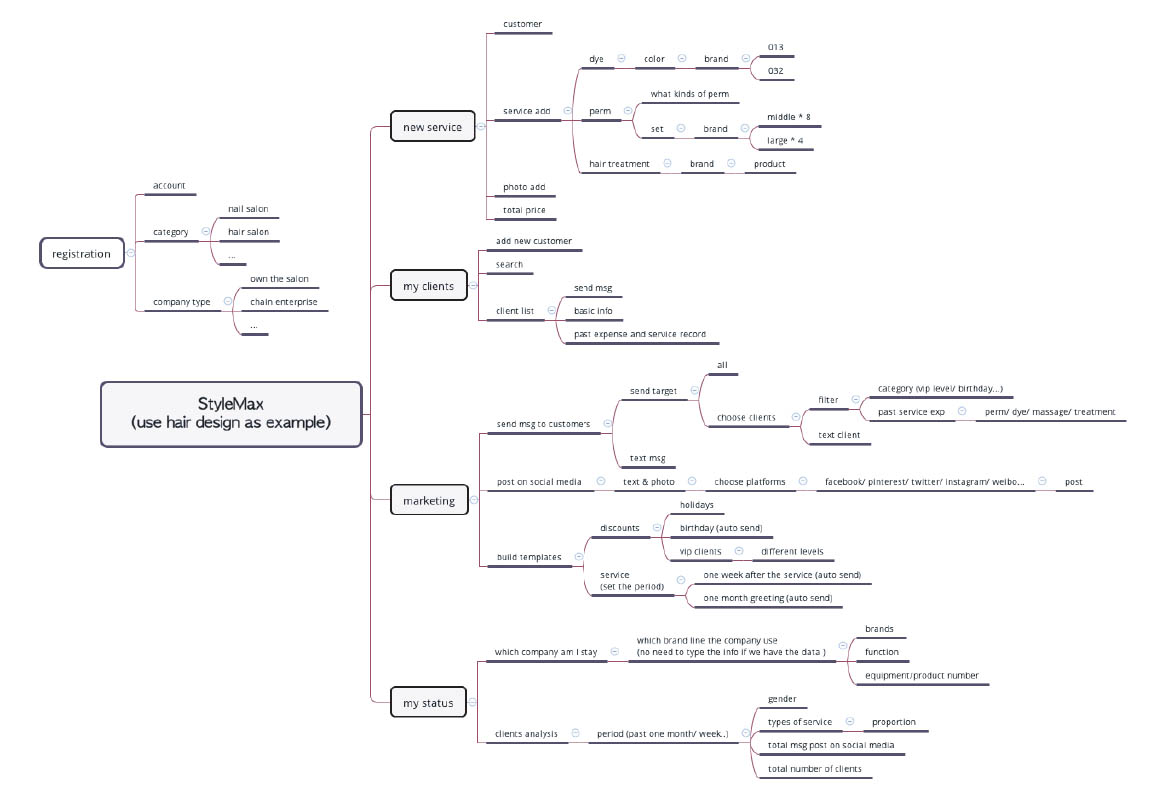 customer
dye
color
brand
013
032
new service
service add
perm
what kinds of perm
set
brand
middle * 8
large * 4
hair treatment
brand
product
photo add
total price
registration
account
category
nail salon
hair salon
...
company type
own the salon
chain enterprise
...
my clients
add new customer
search
client list
send msg
basic info
past expense and service record
StyleMax
(use hair design as example)
marketing
send msg to customers
send target
all
choose clients
filter
category (vip level/ birthday...)
past service exp
perm/ dye/ massage/ treatment
text client
text msg
post on social media
text & photo
choose platforms
facebook/ pinterest/ twitter/ instagram/ weibo...
post
build templates
discounts
holidays
birthday (auto send)
vip clients
different levels
service
(set the period)
one week after the service (auto send)
one month greeting (auto send)
my status
which company am I stay
which brand line the company use
(no need to type the info if we have the data )
brands
function
equipment/product number
clients analysis
period (past one month/ week..)
gender
types of service
proportion
total msg post on social media
total number of clients